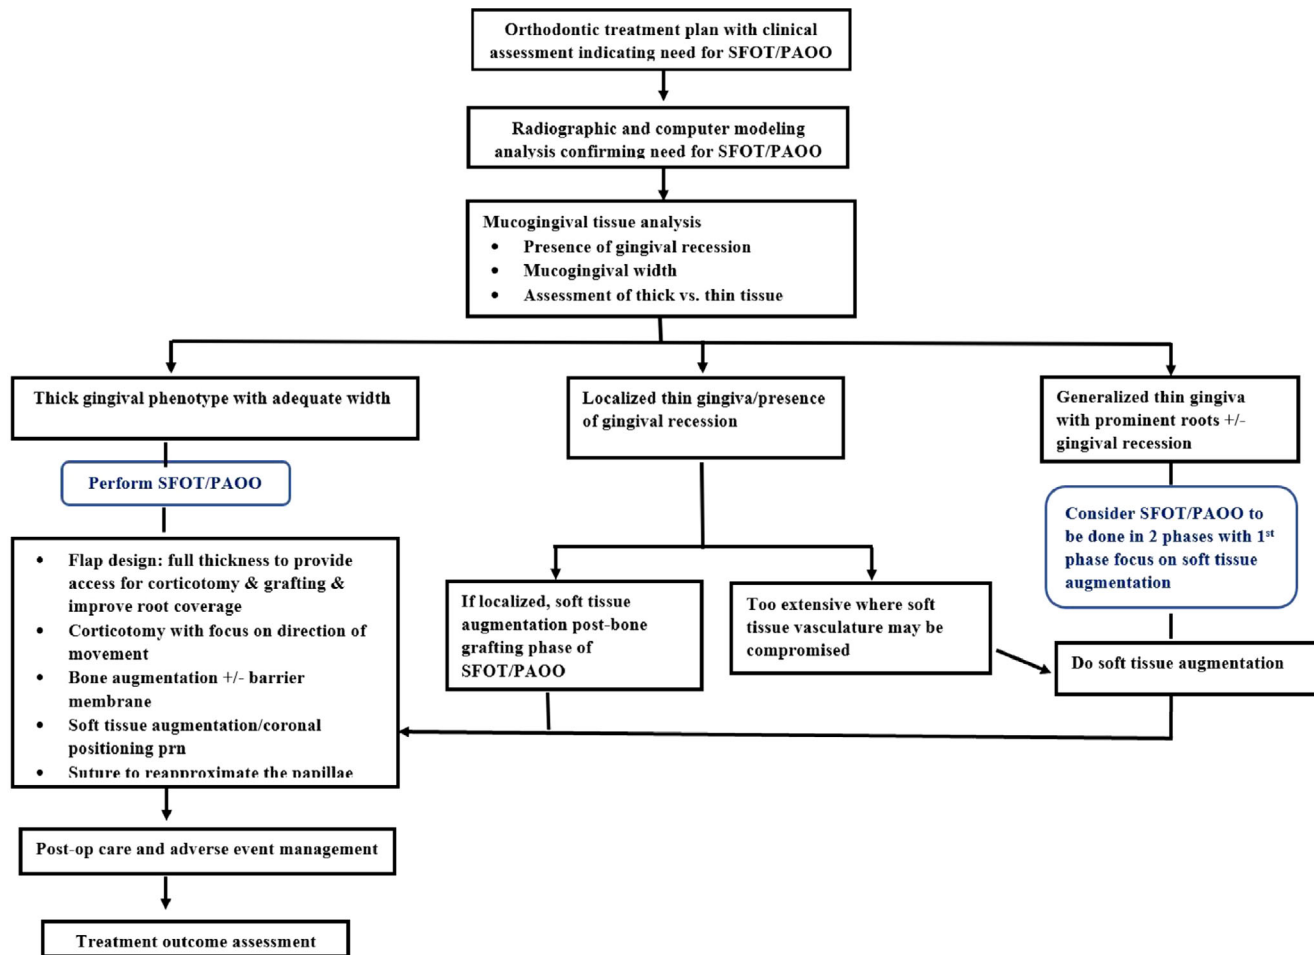 Orthodontic treatment plan with clinical
assessment indicating need for SFOT/PAOO
Radiographic and computer modeling
analysis confirming need for SFOT/PAOO
Mucogingival tissue analysis
• Presence of gingival recession
• Mucogingival width
• Assessment of thick vs. thin tissue
Thick gingival phenotype with adequate width
Perform SFOT/PAOO
• Flap design: full thickness to provide
access for corticotomy & grafting &
improve root coverage
• Corticotomy with focus on direction of
movement
• Bone augmentation +/- barrier
membrane
• Soft tissue augmentation/coronal
positioning prn
• Suture to reapproximate the papillae
Post-op care and adverse event management
Treatment outcome assessment
Localized thin gingiva/presence
of gingival recession
If localized, soft tissue
augmentation post-bone
grafting phase of
SFOT/PAOO
Too extensive where soft
tissue vasculature may be
compromised
Generalized thin gingiva
with prominent roots +/-
gingival recession
Consider SFOT/PAOO to
be done in 2 phases with 1st
phase focus on soft tissue
augmentation
Do soft tissue augmentation